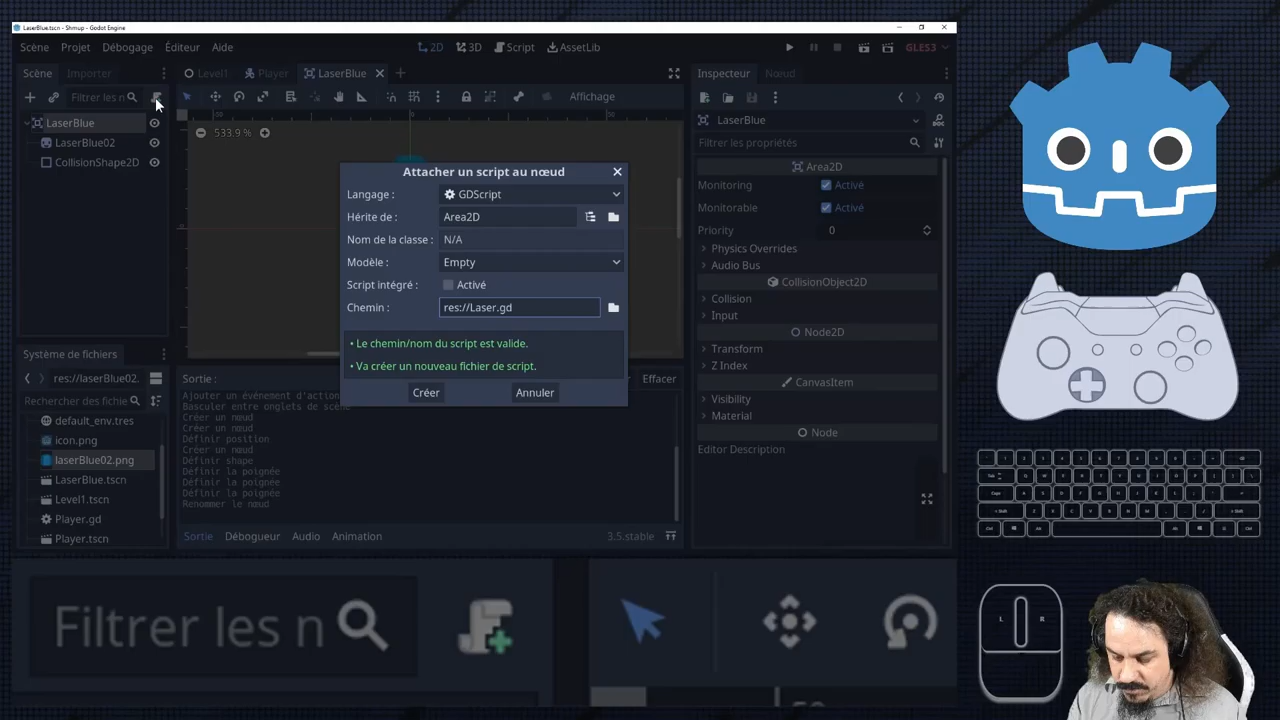 LaserBlue.tscn - Shmup - Godot Engine
Scène Projet Débogage Éditeur Aide
2D 3D Script AssetLib
GLES3
Scène Importer
Level1 Player LaserBlue
Inspecteur Nœud
Filtrer les n
Affichage
LaserBlue
LaserBlue02
CollisionShape2D
533.9 %
0
50
LaserBlue
Filtrer les propriétés
Area2D
Monitoring Activé
Monitorable Activé
Priority 0
Physics Overrides
Audio Bus
CollisionObject2D
Collision
Input
Node2D
Transform
Z Index
CanvasItem
Visibility
Material
Node
Editor Description
Attacher un script au nœud
Langage : GDScript
Hérite de : Area2D
Nom de la classe : N/A
Modèle : Empty
Script intégré : Activé
Chemin : res://Laser.gd
• Le chemin/nom du script est valide.
• Va créer un nouveau fichier de script.
Créer Annuler
Système de fichiers
res://laserBlue02.
Rechercher des fichie
default_env.tres
icon.png
laserBlue02.png
LaserBlue.tscn
Level1.tscn
Player.gd
Player.tscn
Sortie :
Effacer
Ajouter un événement d'action
Basculer entre onglets de scène
Créer un nœud
Créer un nœud
Définir position
Créer un nœud
Définir shape
Définir la poignée
Définir la poignée
Définir la poignée
Renommer le nœud
Sortie Débogueur Audio Animation
3.5.stable
Filtrer les n
L R